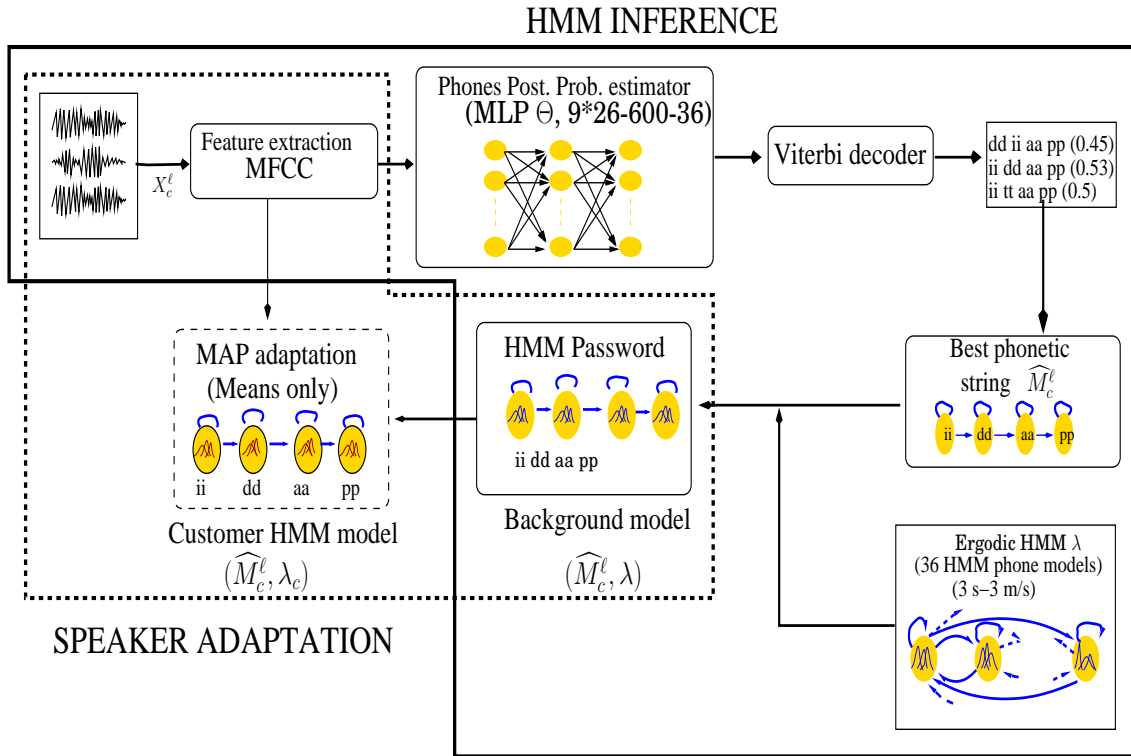 HMM INFERENCE
Phones Post. Prob. estimator
(MLP Θ, 9*26-600-36)
Feature extraction
MFCC
X_c^ℓ
Viterbi decoder
dd ii aa pp (0.45)
ii dd aa pp (0.53)
ii tt aa pp (0.5)
MAP adaptation
(Means only)
ii dd aa pp
Customer HMM model
(M̂_c^ℓ, λ_c)
HMM Password
ii dd aa pp
Background model
(M̂_c^ℓ, λ)
Best phonetic
string M̂_c^ℓ
ii dd aa pp
Ergodic HMM λ
(36 HMM phone models)
(3 s–3 m/s)
SPEAKER ADAPTATION